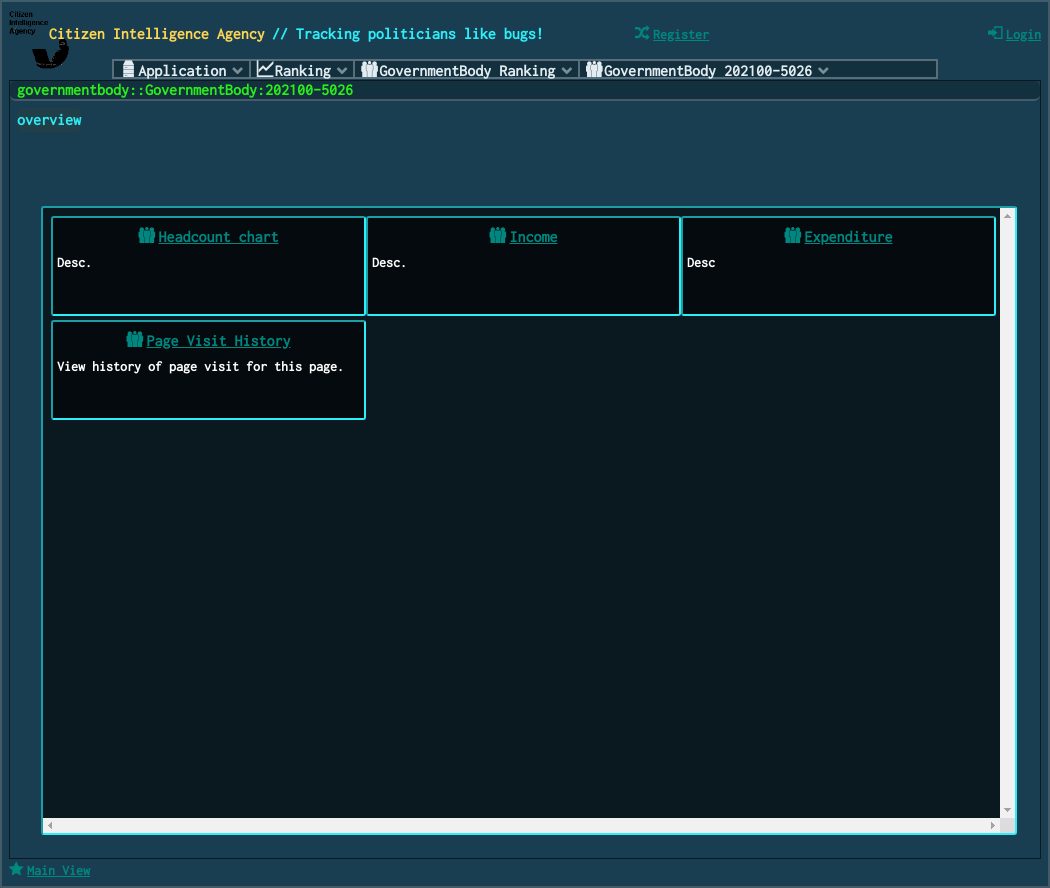 Citizen
Intelligence
Agency
Citizen Intelligence Agency // Tracking politicians like bugs!
Register
Login
Application
Ranking
GovernmentBody Ranking
GovernmentBody 202100-5026
governmentbody::GovernmentBody:202100-5026
overview
Headcount chart
Desc.
Income
Desc.
Expenditure
Desc
Page Visit History
View history of page visit for this page.
Main View